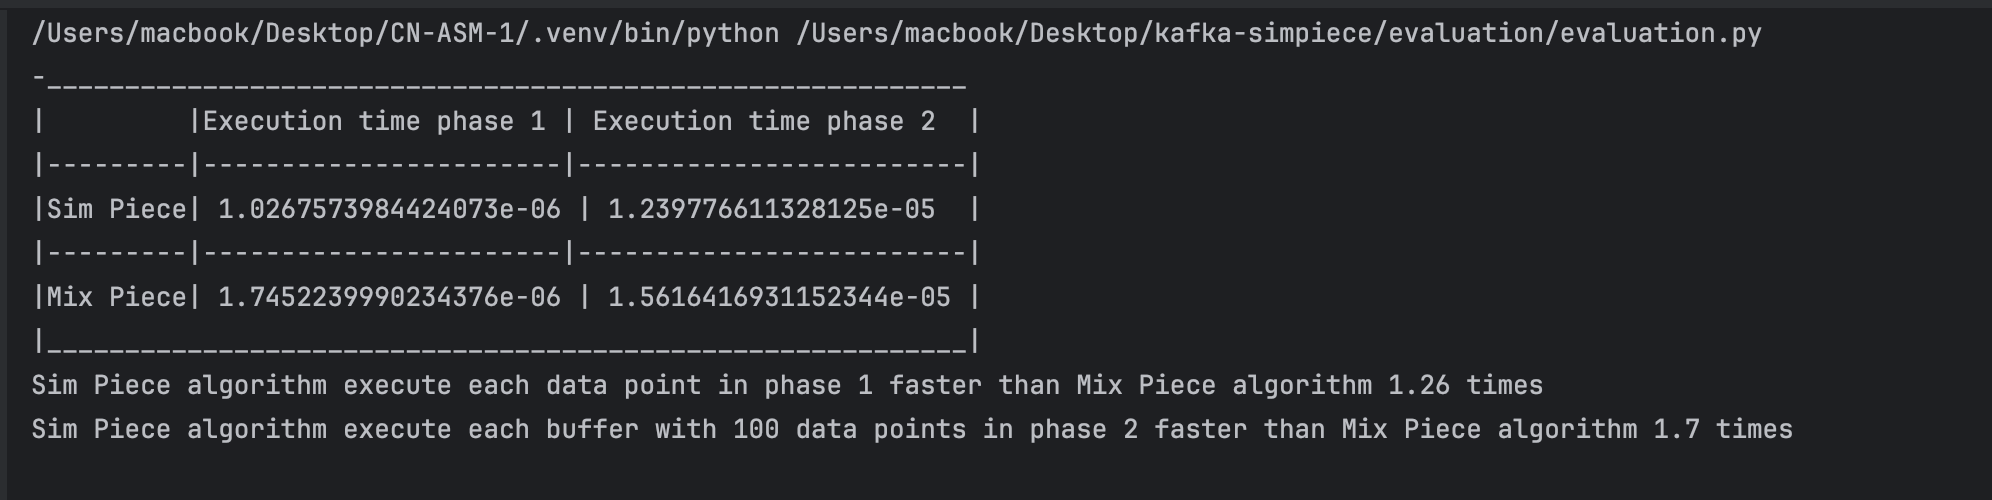 /Users/macbook/Desktop/CN-ASM-1/.venv/bin/python /Users/macbook/Desktop/kafka-simpiece/evaluation/evaluation.py
-___________________________________________________________
|         |Execution time phase 1 | Execution time phase 2  |
|---------|-----------------------|-------------------------|
|Sim Piece| 1.0267573984424073e-06 | 1.239776611328125e-05  |
|---------|-----------------------|-------------------------|
|Mix Piece| 1.7452239990234376e-06 | 1.5616416931152344e-05 |
|___________________________________________________________|
Sim Piece algorithm execute each data point in phase 1 faster than Mix Piece algorithm 1.26 times
Sim Piece algorithm execute each buffer with 100 data points in phase 2 faster than Mix Piece algorithm 1.7 times